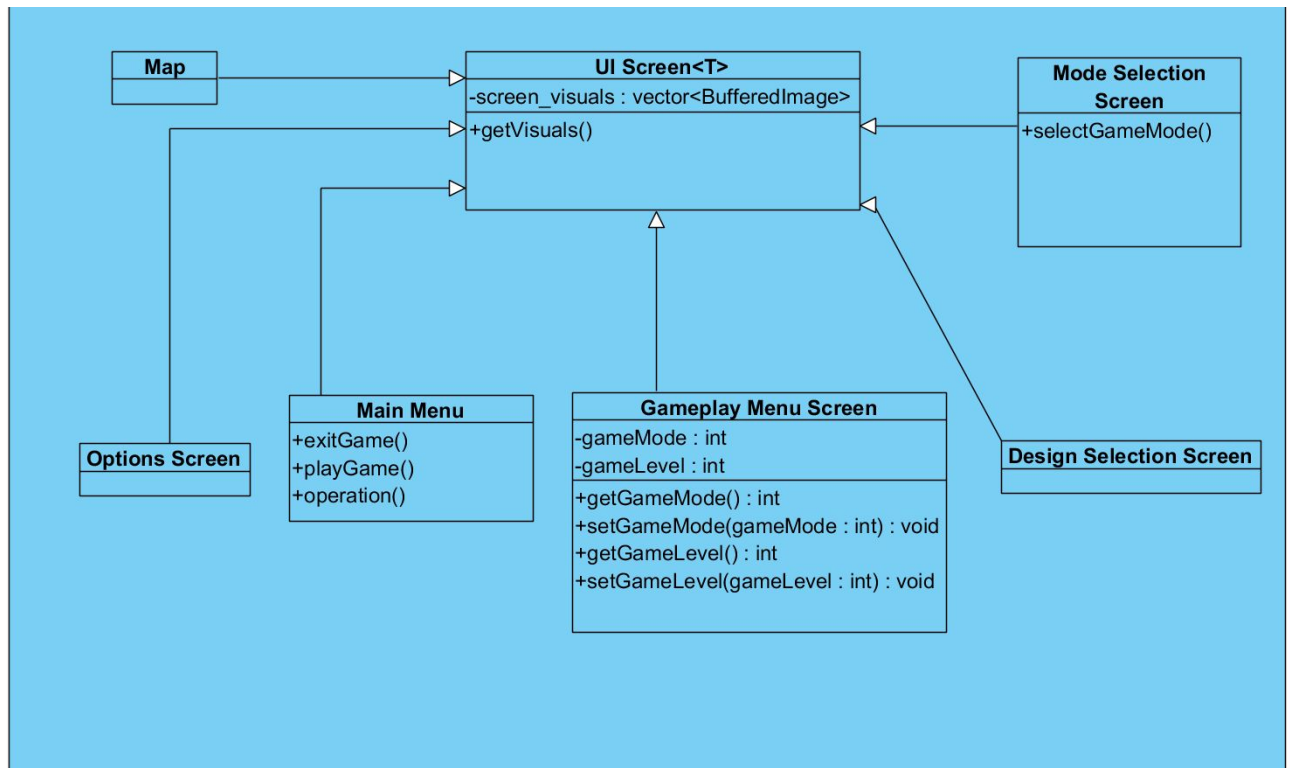 Map
UI Screen<T>
-screen_visuals : vector<BufferedImage>
+getVisuals()
Mode Selection
Screen
+selectGameMode()
Options Screen
Main Menu
+exitGame()
+playGame()
+operation()
Gameplay Menu Screen
-gameMode : int
-gameLevel : int
+getGameMode() : int
+setGameMode(gameMode : int) : void
+getGameLevel() : int
+setGameLevel(gameLevel : int) : void
Design Selection Screen